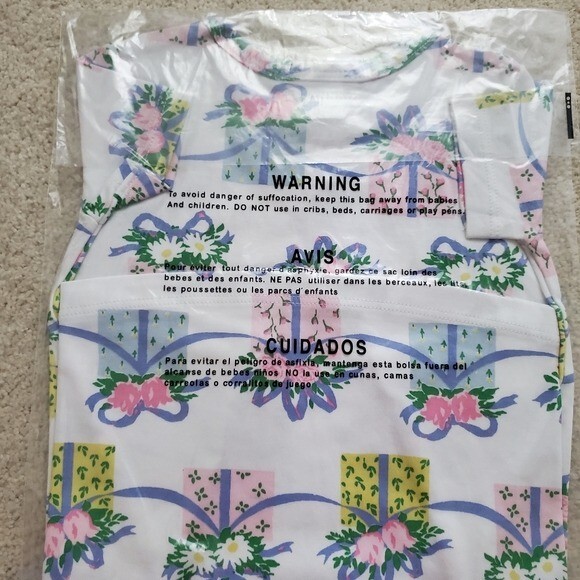 WARNING
To avoid danger of suffocation, keep this bag away from babies
And children. DO NOT use in cribs, beds, carriages or play pens.
AVIS
Pour eviter tout danger d'asphyxie, gardez ce sac loin des
bebes et des enfants. NE PAS utiliser dans les berceaux, les lits,
les poussettes ou les parcs d'enfants
CUIDADOS
Para evitar el peligro de asfixia, mantenga esta bolsa fuera del
alcanse de bebes niños NO la use en cunas, camas
carreolas o corralitos de juego